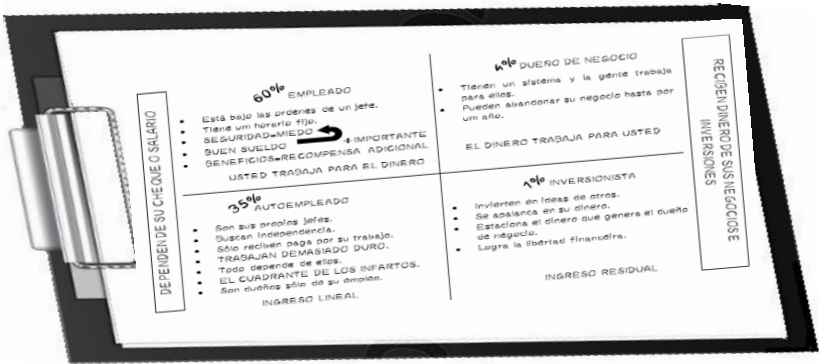 DEPENDEN DE SU CHEQUE O SALARIO
60% EMPLEADO
• Está bajo las ordenes de un jefe.
• Tiene um horario fijo.
• SEGURIDAD=MIEDO
• BUEN SUELDO + IMPORTANTE
• BENEFICIOS=RECOMPENSA ADICIONAL
USTED TRABAJA PARA EL DINERO
4% DUEÑO DE NEGOCIO
• Tienen un sistema y la gente trabaja
para ellos.
• Pueden abandonar su negocio hasta por
un año.
EL DINERO TRABAJA PARA USTED
35% AUTOEMPLEADO
• Son sus propios jefes.
• Buscan independencia.
• Sólo reciben paga por su trabajo.
• TRABAJAN DEMASIADO DURO.
• Todo depende de ellos.
• EL CUADRANTE DE LOS INFARTOS.
• Son dueños sólo de su empleo.
INGRESO LINEAL
1% INVERSIONISTA
• Invierten en ideas de otros.
• Se apalanca en su dinero.
• Estaciona el dinero que genera el dueño
de négocio.
• Logra la libertad financeira.
INGRESO RESIDUAL
RECIBEN DINERO DE SUS NEGOCIOS E
INVERSIONES